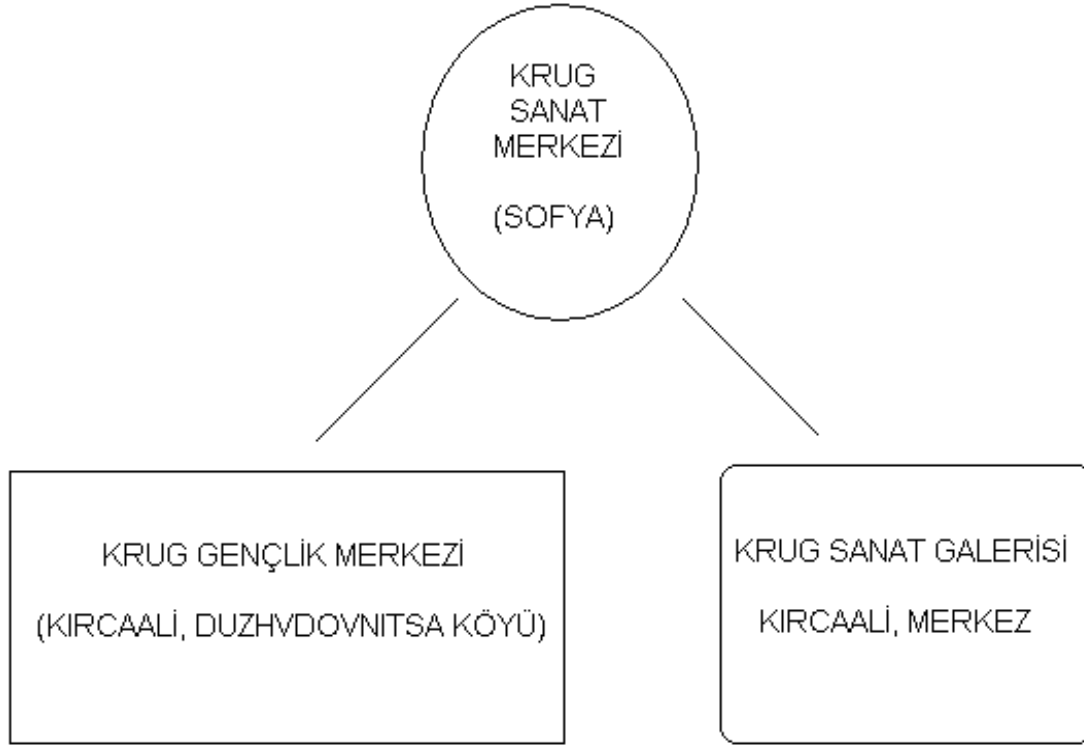 KRUG
SANAT
MERKEZİ
(SOFYA)
KRUG GENÇLİK MERKEZİ
(KIRCAALİ, DUZHVDOVNITSA KÖYÜ)
KRUG SANAT GALERİSİ
KIRCAALİ, MERKEZ